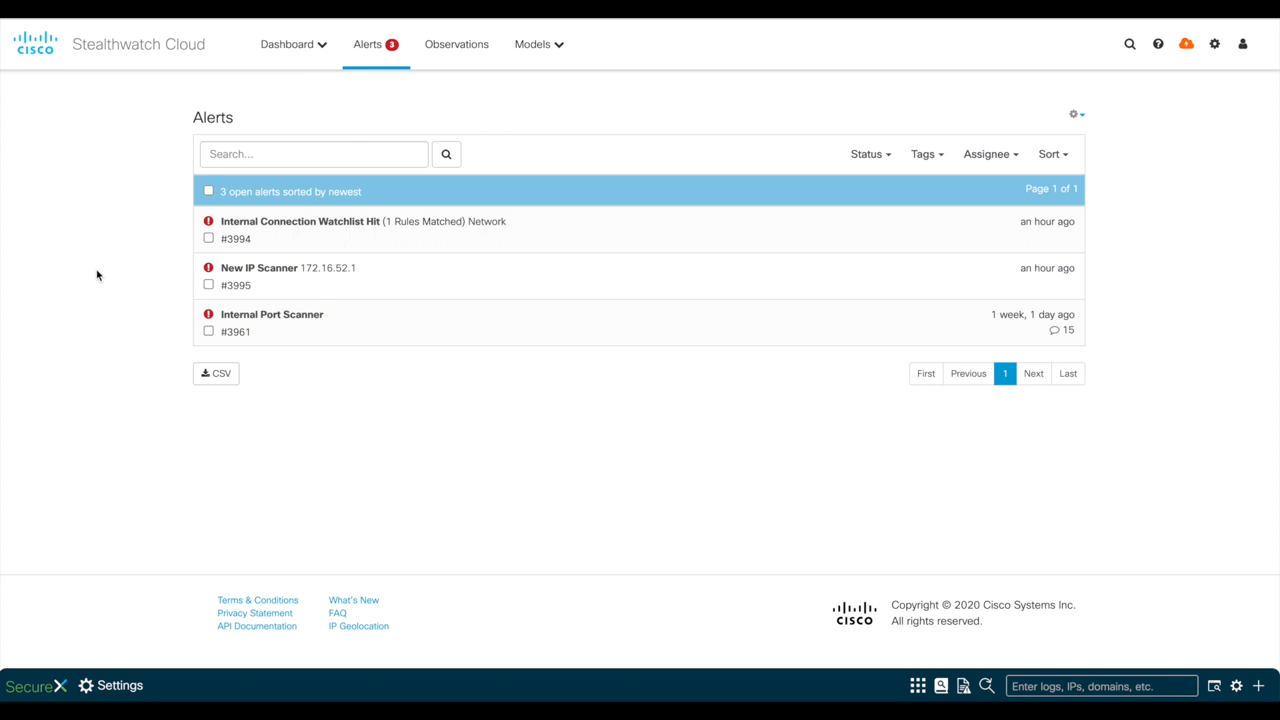 CISCO
Stealthwatch Cloud
Dashboard
Alerts 3
Observations
Models
Alerts
Search...
Status
Tags
Assignee
Sort
3 open alerts sorted by newest
Page 1 of 1
Internal Connection Watchlist Hit (1 Rules Matched) Network
an hour ago
#3994
New IP Scanner 172.16.52.1
an hour ago
#3995
Internal Port Scanner
1 week, 1 day ago
#3961
15
CSV
First
Previous
1
Next
Last
Terms & Conditions
Privacy Statement
API Documentation
What's New
FAQ
IP Geolocation
CISCO
Copyright © 2020 Cisco Systems Inc.
All rights reserved.
SecureX
Settings
Enter logs, IPs, domains, etc.